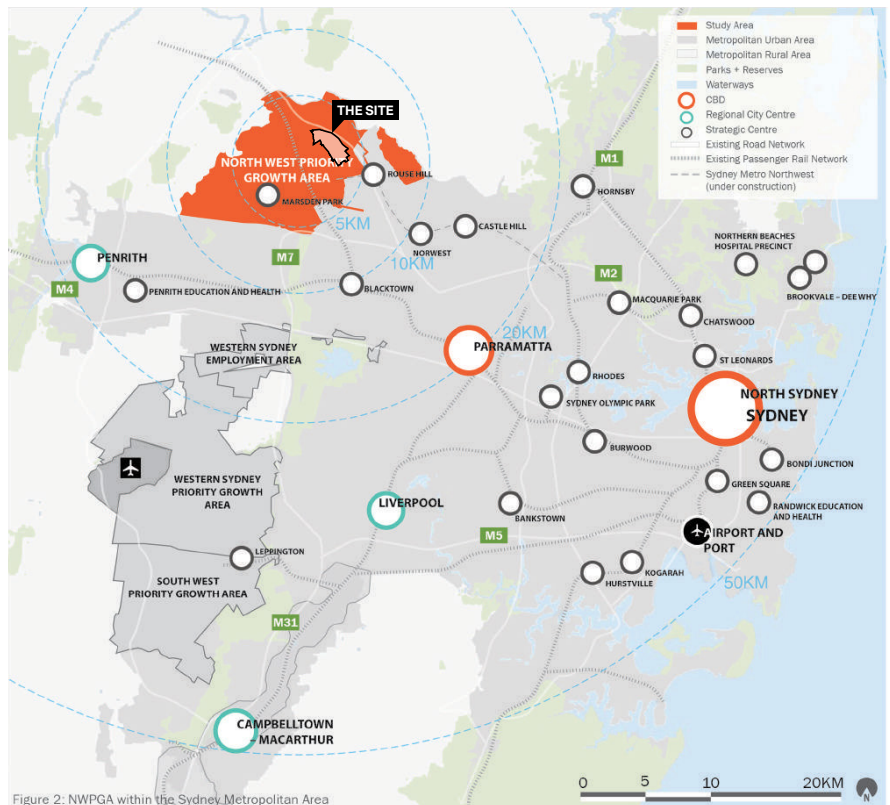 Study Area
Metropolitan Urban Area
Metropolitan Rural Area
Parks + Reserves
Waterways
CBD
Regional City Centre
Strategic Centre
Existing Road Network
Existing Passenger Rail Network
Sydney Metro Northwest
(under construction)
THE SITE
NORTH WEST PRIORITY
GROWTH AREA
ROUSE HILL
MARSDEN PARK
M1
HORNSBY
5KM
CASTLE HILL
NORWEST
10KM
NORTHERN BEACHES
HOSPITAL PRECINCT
PENRITH
M7
M4
PENRITH EDUCATION AND HEALTH
BLACKTOWN
M2
MACQUARIE PARK
BROOKVALE – DEE WHY
CHATSWOOD
20KM
WESTERN SYDNEY
EMPLOYMENT AREA
PARRAMATTA
ST LEONARDS
RHODES
SYDNEY OLYMPIC PARK
NORTH SYDNEY
SYDNEY
BURWOOD
BONDI JUNCTION
WESTERN SYDNEY
PRIORITY GROWTH
AREA
GREEN SQUARE
LIVERPOOL
BANKSTOWN
RANDWICK EDUCATION
AND HEALTH
M5
AIRPORT AND
PORT
LEPPINGTON
KOGARAH
HURSTVILLE
50KM
SOUTH WEST
PRIORITY GROWTH AREA
M31
CAMPBELLTOWN
– MACARTHUR
0 5 10 20KM
N
Figure 2: NWPGA within the Sydney Metropolitan Area